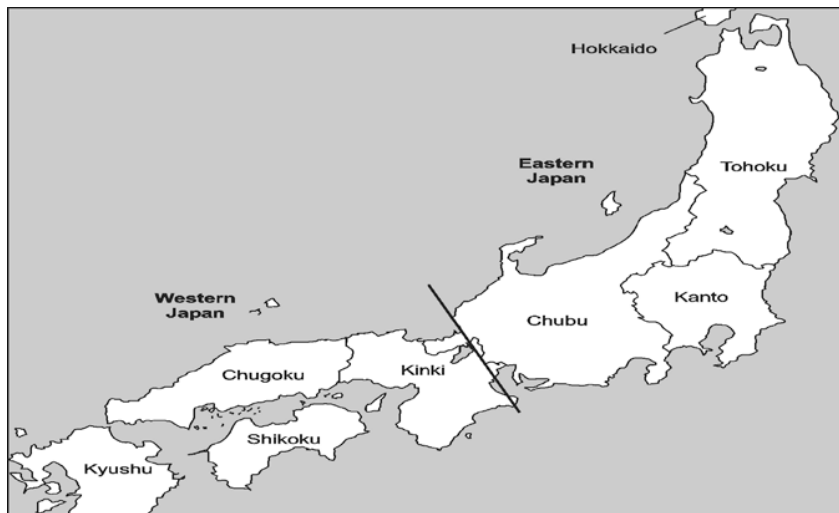 Hokkaido
Eastern
Japan
Tohoku
Western
Japan
Kanto
Chubu
Chugoku
Kinki
Shikoku
Kyushu